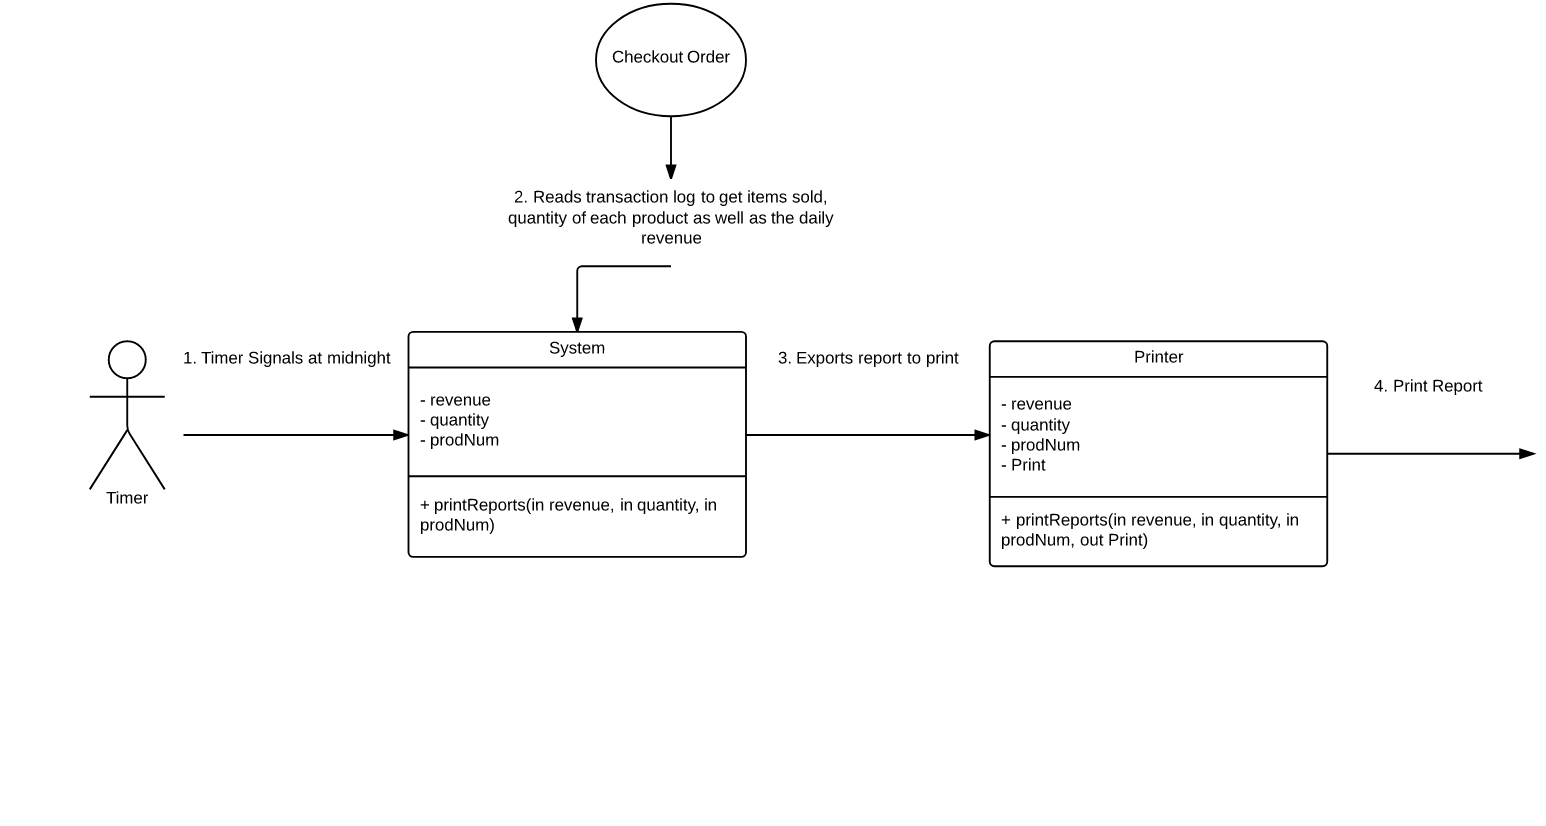 Checkout Order
2. Reads transaction log to get items sold,
quantity of each product as well as the daily
revenue
1. Timer Signals at midnight
Timer
System
- revenue
- quantity
- prodNum
+ printReports(in revenue, in quantity, in
prodNum)
3. Exports report to print
Printer
- revenue
- quantity
- prodNum
- Print
+ printReports(in revenue, in quantity, in
prodNum, out Print)
4. Print Report